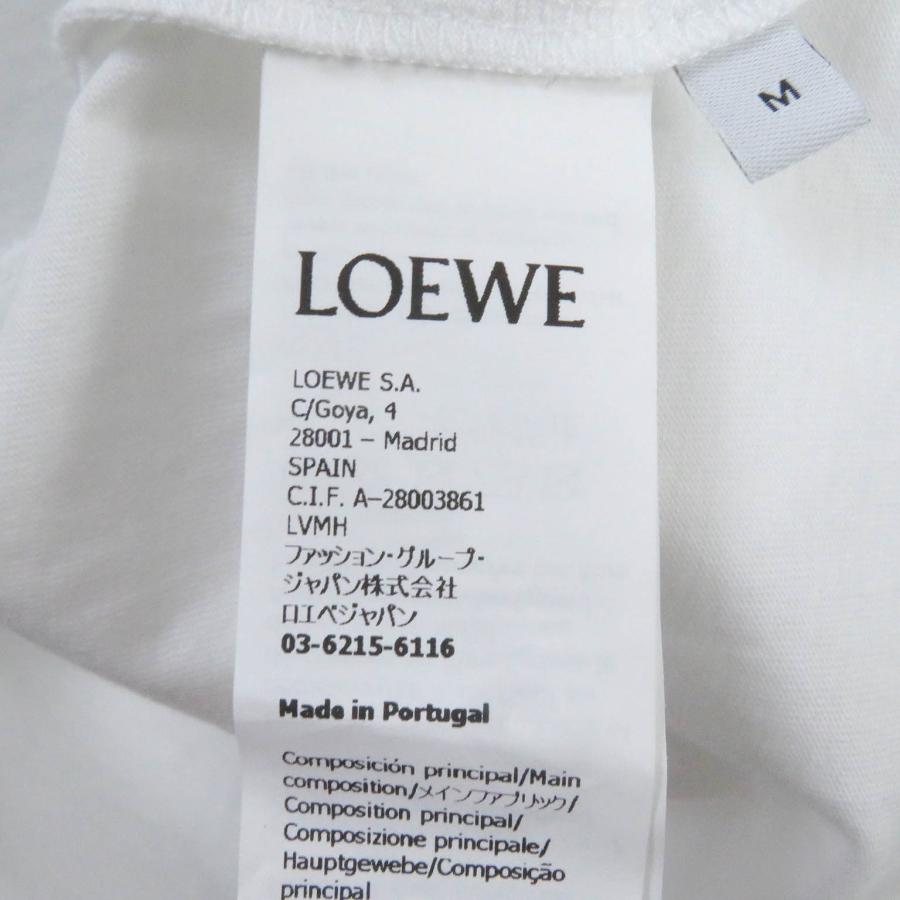 M
LOEWE
LOEWE S.A.
C/Goya, 4
28001 – Madrid
SPAIN
C.I.F. A–28003861
LVMH
ファッション・グループ・
ジャパン株式会社
ロエベジャパン
03-6215-6116
Made in Portugal
Composición principal/Main
composition/メインファブリック/
Composition principal/
Composizione principale/
Hauptgewebe/Composição
principal